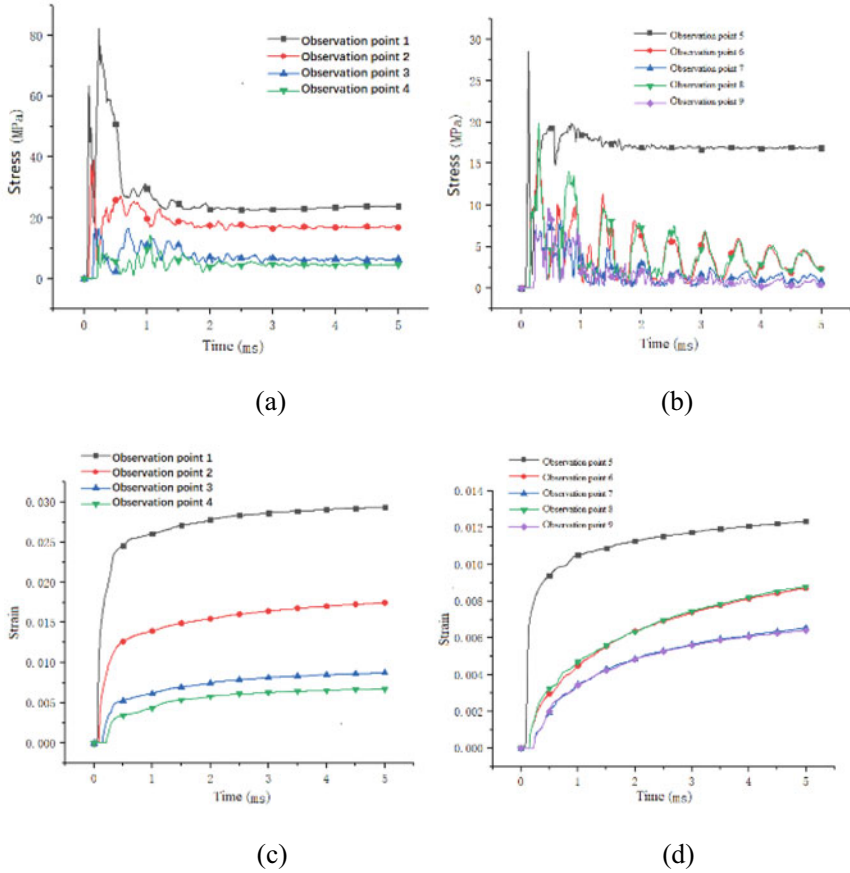 80
60
40
20
0
Stress (MPa)
Observation point 1
Observation point 2
Observation point 3
Observation point 4
0 1 2 3 4 5
Time (ms)
(a)
30
25
20
15
10
5
0
Stress (MPa)
Observation point 5
Observation point 6
Observation point 7
Observation point 8
Observation point 9
0 1 2 3 4 5
Time (ms)
(b)
Observation point 1
Observation point 2
Observation point 3
Observation point 4
0.030
0.025
0.020
0.015
0.010
0.005
0.000
Strain
0 1 2 3 4 5
Time (ms)
(c)
Observation point 5
Observation point 6
Observation point 7
Observation point 8
Observation point 9
0.014
0.012
0.010
0.008
0.006
0.004
0.002
0.000
Strain
0 1 2 3 4 5
Time (ms)
(d)